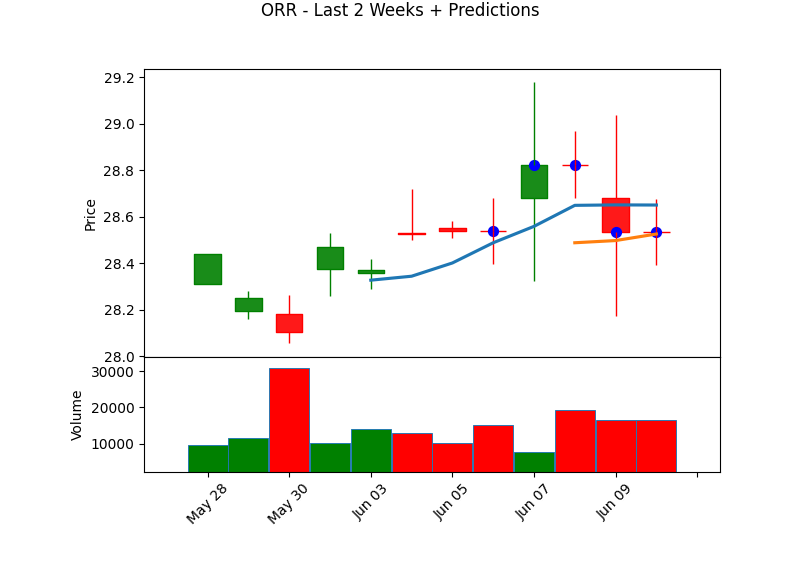 ORR - Last 2 Weeks + Predictions
29.2
29.0
28.8
28.6
28.4
28.2
28.0
Price
30000
20000
10000
Volume
May 28
May 30
Jun 03
Jun 05
Jun 07
Jun 09